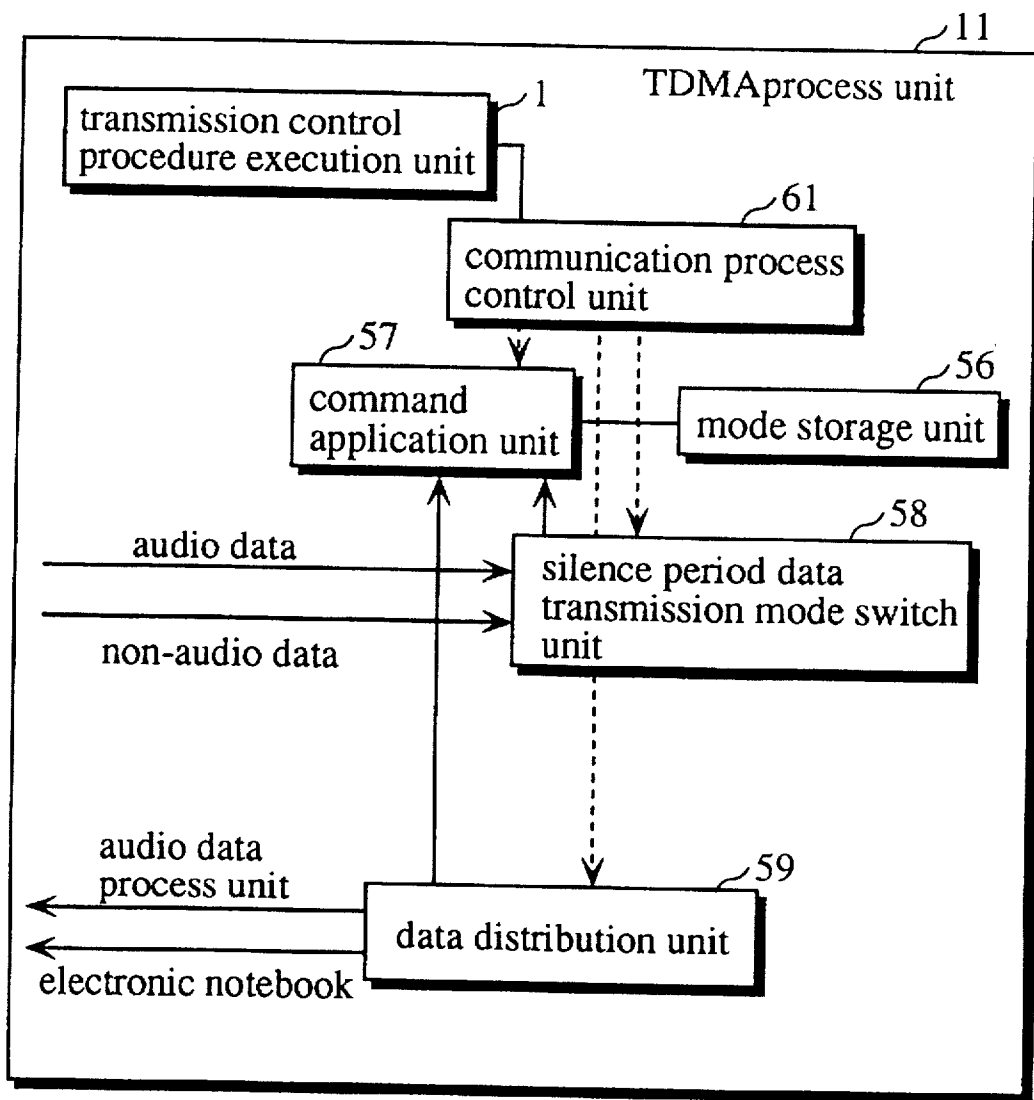 11
TDMAprocess unit
1
transmission control
procedure execution unit
61
communication process
control unit
57
command
application unit
56
mode storage unit
58
silence period data
transmission mode switch
unit
audio data
non-audio data
audio data
process unit
59
data distribution unit
electronic notebook